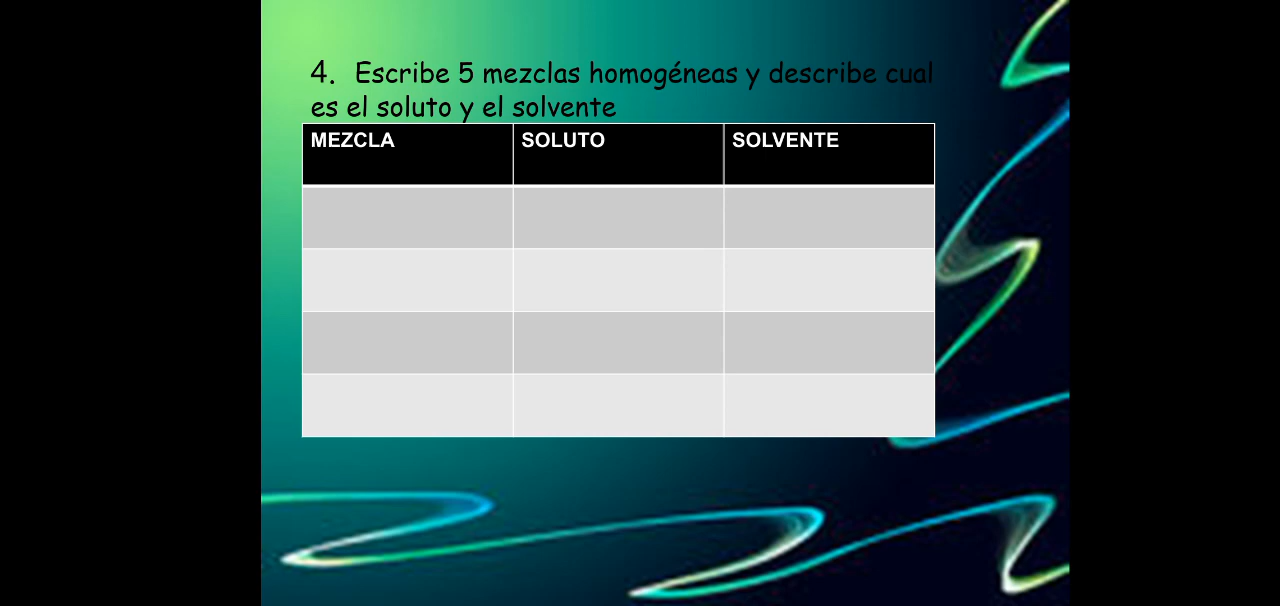 4. Escribe 5 mezclas homogéneas y describe cual
es el soluto y el solvente
MEZCLA SOLUTO SOLVENTE